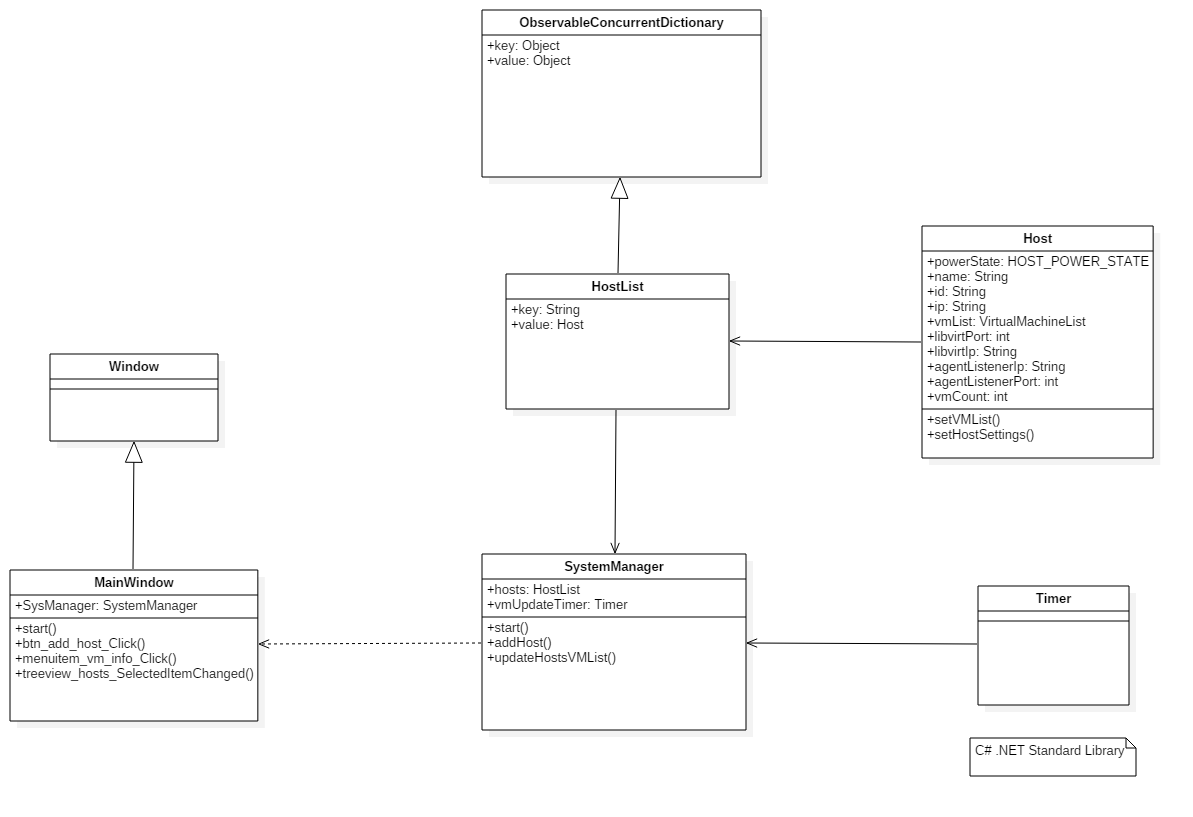 ObservableConcurrentDictionary
+key: Object
+value: Object
Host
+powerState: HOST_POWER_STATE
+name: String
+id: String
+ip: String
+vmList: VirtualMachineList
+libvirtPort: int
+libvirtIp: String
+agentListenerIp: String
+agentListenerPort: int
+vmCount: int
+setVMList()
+setHostSettings()
HostList
+key: String
+value: Host
Window
MainWindow
+SysManager: SystemManager
+start()
+btn_add_host_Click()
+menuitem_vm_info_Click()
+treeview_hosts_SelectedItemChanged()
SystemManager
+hosts: HostList
+vmUpdateTimer: Timer
+start()
+addHost()
+updateHostsVMList()
Timer
C# .NET Standard Library